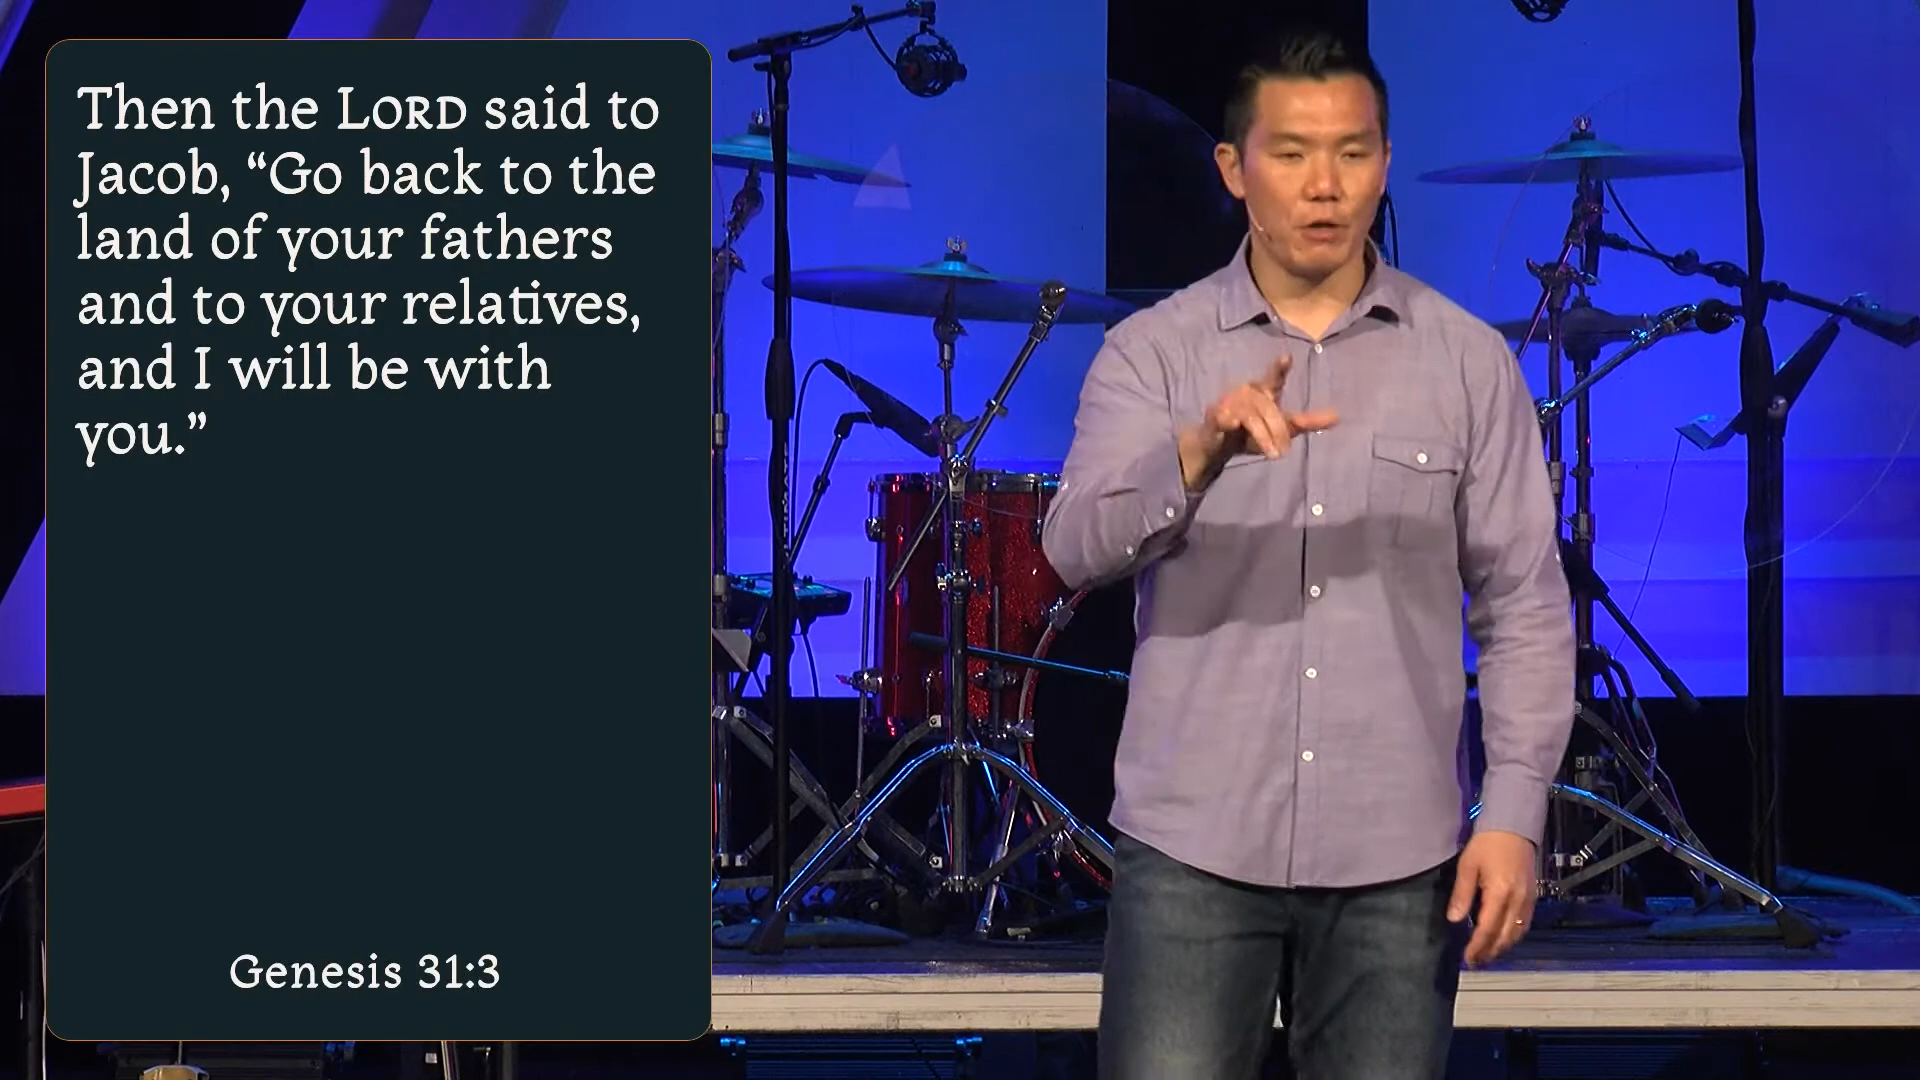 Then the LORD said to
Jacob, “Go back to the
land of your fathers
and to your relatives,
and I will be with
you.”
Genesis 31:3